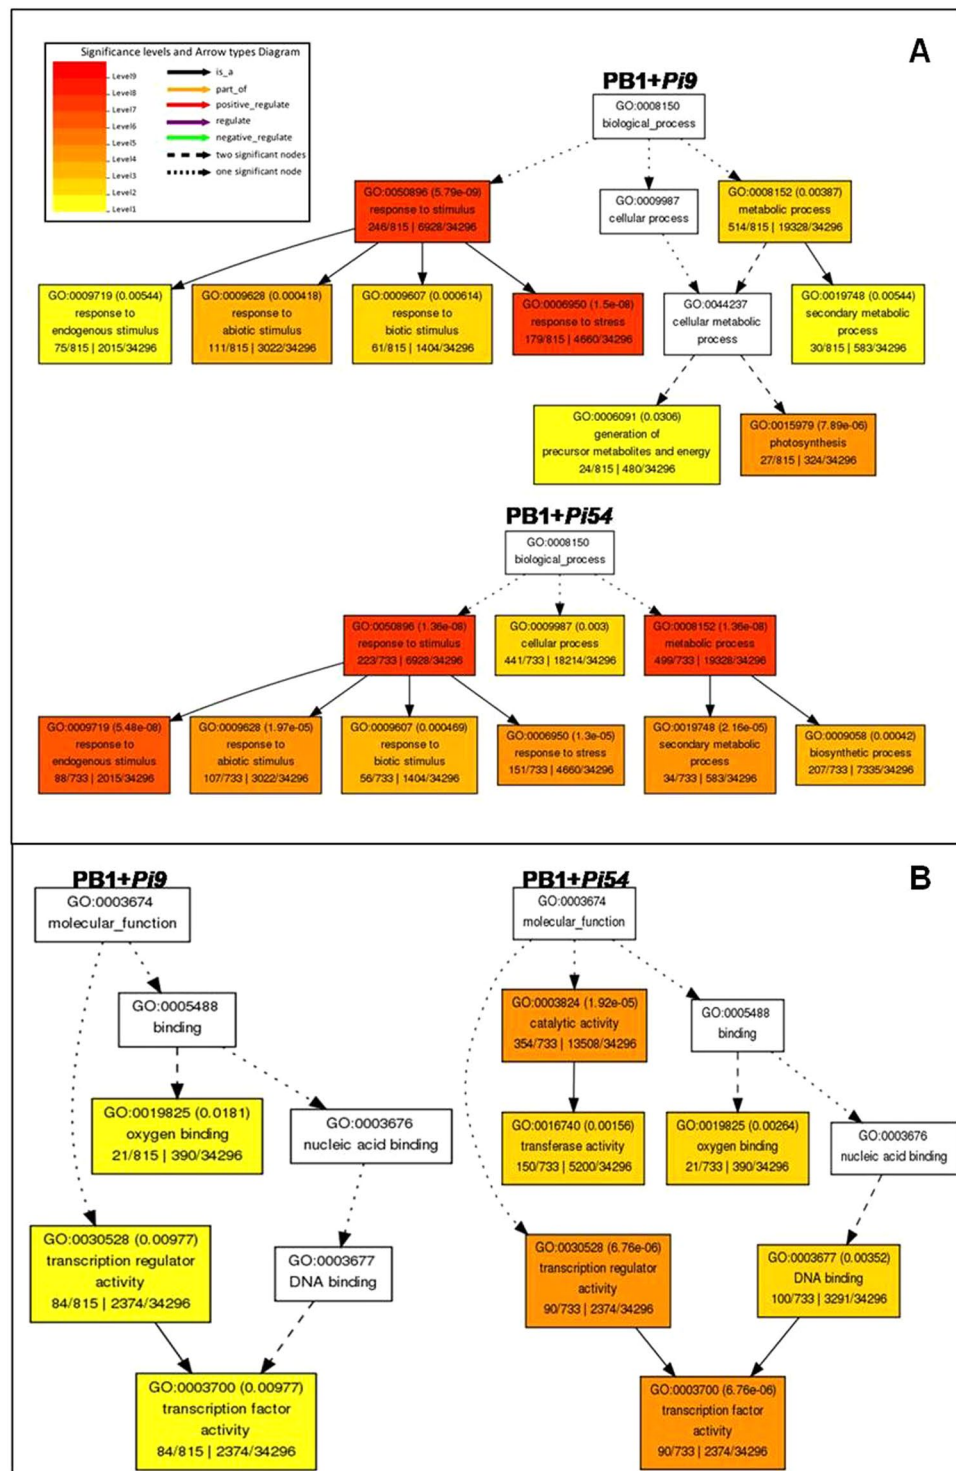 Significance levels and Arrow types Diagram
Level9
Level8
Level7
Level6
Level5
Level4
Level3
Level2
Level1
is_a
part_of
positive_regulate
regulate
negative_regulate
two significant nodes
one significant node
A
PB1+Pi9
GO:0008150
biological_process
GO:0050896 (5.79e-09)
response to stimulus
246/815 | 6928/34296
GO:0009987
cellular process
GO:0008152 (0.00387)
metabolic process
514/815 | 19328/34296
GO:0009719 (0.00544)
response to
endogenous stimulus
75/815 | 2015/34296
GO:0009628 (0.000418)
response to
abiotic stimulus
111/815 | 3022/34296
GO:0009607 (0.000614)
response to
biotic stimulus
61/815 | 1404/34296
GO:0006950 (1.5e-08)
response to stress
179/815 | 4660/34296
GO:0044237
cellular metabolic
process
GO:0019748 (0.00544)
secondary metabolic
process
30/815 | 583/34296
GO:0006091 (0.0306)
generation of
precursor metabolites and energy
24/815 | 480/34296
GO:0015979 (7.89e-06)
photosynthesis
27/815 | 324/34296
PB1+Pi54
GO:0008150
biological_process
GO:0050896 (1.36e-08)
response to stimulus
223/733 | 6928/34296
GO:0009987 (0.003)
cellular process
441/733 | 18214/34296
GO:0008152 (1.36e-08)
metabolic process
499/733 | 19328/34296
GO:0009719 (5.48e-08)
response to
endogenous stimulus
88/733 | 2015/34296
GO:0009628 (1.97e-05)
response to
abiotic stimulus
107/733 | 3022/34296
GO:0009607 (0.000469)
response to
biotic stimulus
56/733 | 1404/34296
GO:0006950 (1.3e-05)
response to stress
151/733 | 4660/34296
GO:0019748 (2.16e-05)
secondary metabolic
process
34/733 | 583/34296
GO:0009058 (0.00042)
biosynthetic process
207/733 | 7335/34296
B
PB1+Pi9
GO:0003674
molecular_function
GO:0005488
binding
GO:0019825 (0.0181)
oxygen binding
21/815 | 390/34296
GO:0003676
nucleic acid binding
GO:0030528 (0.00977)
transcription regulator
activity
84/815 | 2374/34296
GO:0003677
DNA binding
GO:0003700 (0.00977)
transcription factor
activity
84/815 | 2374/34296
PB1+Pi54
GO:0003674
molecular_function
GO:0003824 (1.92e-05)
catalytic activity
354/733 | 13508/34296
GO:0005488
binding
GO:0016740 (0.00156)
transferase activity
150/733 | 5200/34296
GO:0019825 (0.00264)
oxygen binding
21/733 | 390/34296
GO:0003676
nucleic acid binding
GO:0030528 (6.76e-06)
transcription regulator
activity
90/733 | 2374/34296
GO:0003677 (0.00352)
DNA binding
100/733 | 3291/34296
GO:0003700 (6.76e-06)
transcription factor
activity
90/733 | 2374/34296